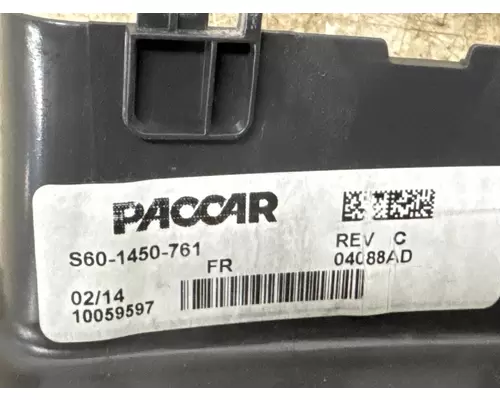 PACCAR
S60-1450-761
REV C
FR
04088AD
02/14
10059597